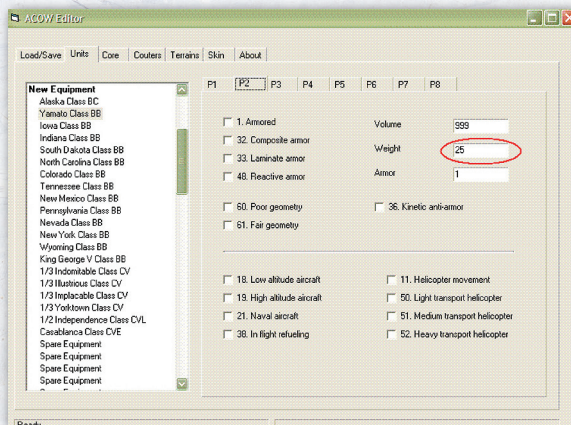 ACOW Editor
Load/Save Units Core Couters Terrains Skin About
P1 P2 P3 P4 P5 P6 P7 P8
New Equipment
Alaska Class BC
Yamato Class BB
Iowa Class BB
Indiana Class BB
South Dakota Class BB
North Carolina Class BB
Colorado Class BB
Tennessee Class BB
New Mexico Class BB
Pennsylvania Class BB
Nevada Class BB
New York Class BB
Wyoming Class BB
King George V Class BB
1/3 Indomitable Class CV
1/3 Illustrious Class CV
1/3 Implacable Class CV
1/3 Yorktown Class CV
1/2 Independence Class CVL
Casablanca Class CVE
Spare Equipment
Spare Equipment
Spare Equipment
Spare Equipment
1. Armored
32. Composite armor
33. Laminate armor
48. Reactive armor
60. Poor geometry
61. Fair geometry
Volume 999
Weight 25
Armor 1
36. Kinetic anti-armor
18. Low altitude aircraft
19. High altitude aircraft
21. Naval aircraft
38. In flight refueling
11. Helicopter movement
50. Light transport helicopter
51. Medium transport helicopter
52. Heavy transport helicopter
Ready